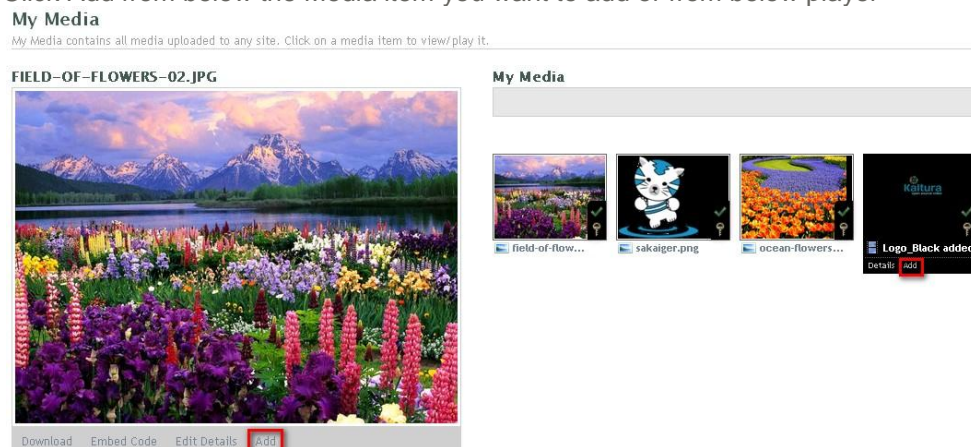 Click Add from below the media item you want to add or from below player
My Media
My Media contains all media uploaded to any site. Click on a media item to view/play it.
FIELD-OF-FLOWERS-02.JPG
Download Embed Code Edit Details Add
My Media
field-of-flow...
sakaiger.png
ocean-flowers...
Kaltura
Logo_Black added
Details Add